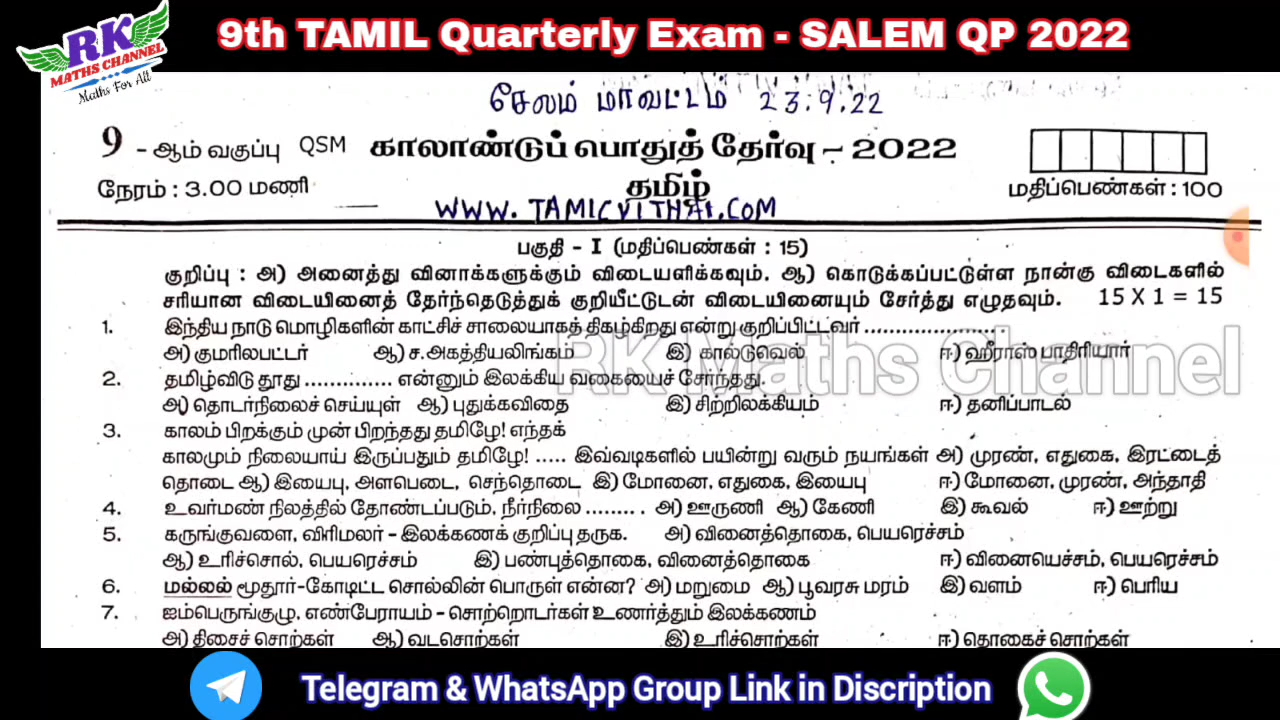 RK
MATHS CHANNEL
Maths For All
9th TAMIL Quarterly Exam - SALEM QP 2022
சேலம் மாவட்டம் 23.9.22
9 - ஆம் வகுப்பு QSM காலாண்டுப் பொதுத் தேர்வு - 2022
நேரம் : 3.00 மணி தமிழ் மதிப்பெண்கள் : 100
WWW.TAMILVITHAI.COM
பகுதி - I (மதிப்பெண்கள் : 15)
குறிப்பு : அ) அனைத்து வினாக்களுக்கும் விடையளிக்கவும். ஆ) கொடுக்கப்பட்டுள்ள நான்கு விடைகளில்
சரியான விடையினைத் தேர்ந்தெடுத்துக் குறியீட்டுடன் விடையினையும் சேர்த்து எழுதவும். 15 X 1 = 15
1. இந்திய நாடு மொழிகளின் காட்சிச் சாலையாகத் திகழ்கிறது என்று குறிப்பிட்டவர் .....................
அ) குமரிலபட்டர் ஆ) ச.அகத்தியலிங்கம் இ) கால்டுவெல் ஈ) ஹீராஸ் பாதிரியார்
RK Maths Channel
2. தமிழ்விடு தூது .............. என்னும் இலக்கிய வகையைச் சேர்ந்தது.
அ) தொடர்நிலைச் செய்யுள் ஆ) புதுக்கவிதை இ) சிற்றிலக்கியம் ஈ) தனிப்பாடல்
3. காலம் பிறக்கும் முன் பிறந்தது தமிழே! எந்தக்
காலமும் நிலையாய் இருப்பதும் தமிழே! ..... இவ்வடிகளில் பயின்று வரும் நயங்கள் அ) முரண், எதுகை, இரட்டைத்
தொடை ஆ) இயைபு, அளபெடை, செந்தொடை இ) மோனை, எதுகை, இயைபு ஈ) மோனை, முரண், அந்தாதி
4. உவர்மண் நிலத்தில் தோண்டப்படும், நீர்நிலை ......... அ) ஊருணி ஆ) கேணி இ) கூவல் ஈ) ஊற்று
5. கருங்குவளை, விரிமலர் - இலக்கணக் குறிப்பு தருக. அ) வினைத்தொகை, பெயரெச்சம்
ஆ) உரிச்சொல், பெயரெச்சம் இ) பண்புத்தொகை, வினைத்தொகை ஈ) வினையெச்சம், பெயரெச்சம்
6. மல்லல் மூதூர்-கோடிட்ட சொல்லின் பொருள் என்ன? அ) மறுமை ஆ) பூவரசு மரம் இ) வளம் ஈ) பெரிய
7. ஐம்பெருங்குழு, எண்பேராயம் - சொற்றொடர்கள் உணர்த்தும் இலக்கணம்
அ) திசைச் சொற்கள் ஆ) வடசொற்கள் இ) உரிச்சொற்கள் ஈ) தொகைச் சொற்கள்
Telegram & WhatsApp Group Link in Discription